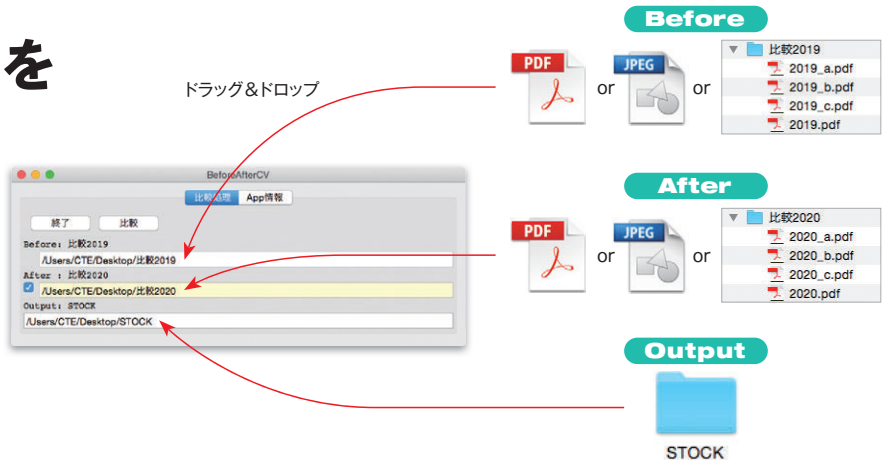 を
ドラッグ&ドロップ
Before
PDF
or
JPEG
or
比較2019
2019_a.pdf
2019_b.pdf
2019_c.pdf
2019.pdf
BeforeAfterCV
比較処理 App情報
終了 比較
Before: 比較2019
/Users/CTE/Desktop/比較2019
After : 比較2020
/Users/CTE/Desktop/比較2020
Output: STOCK
/Users/CTE/Desktop/STOCK
After
PDF
or
JPEG
or
比較2020
2020_a.pdf
2020_b.pdf
2020_c.pdf
2020.pdf
Output
STOCK